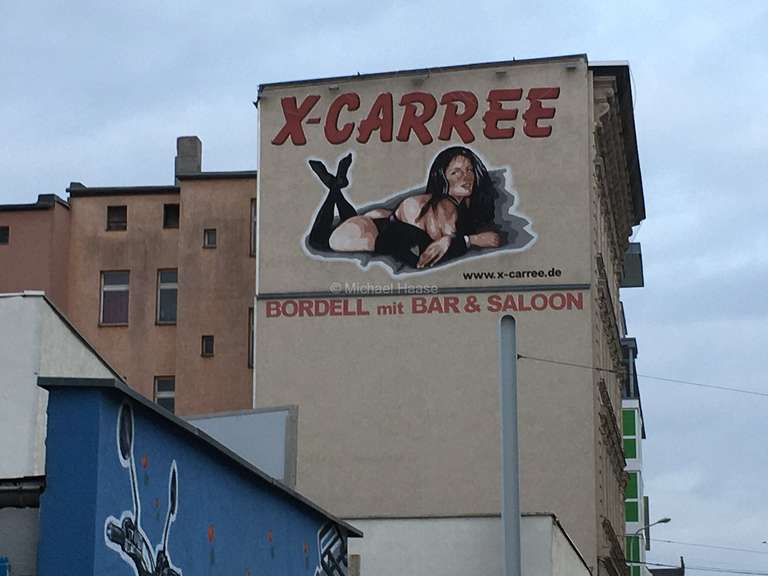 X-CARREE
www.x-carree.de
© Michael Haase
BORDELL mit BAR & SALOON